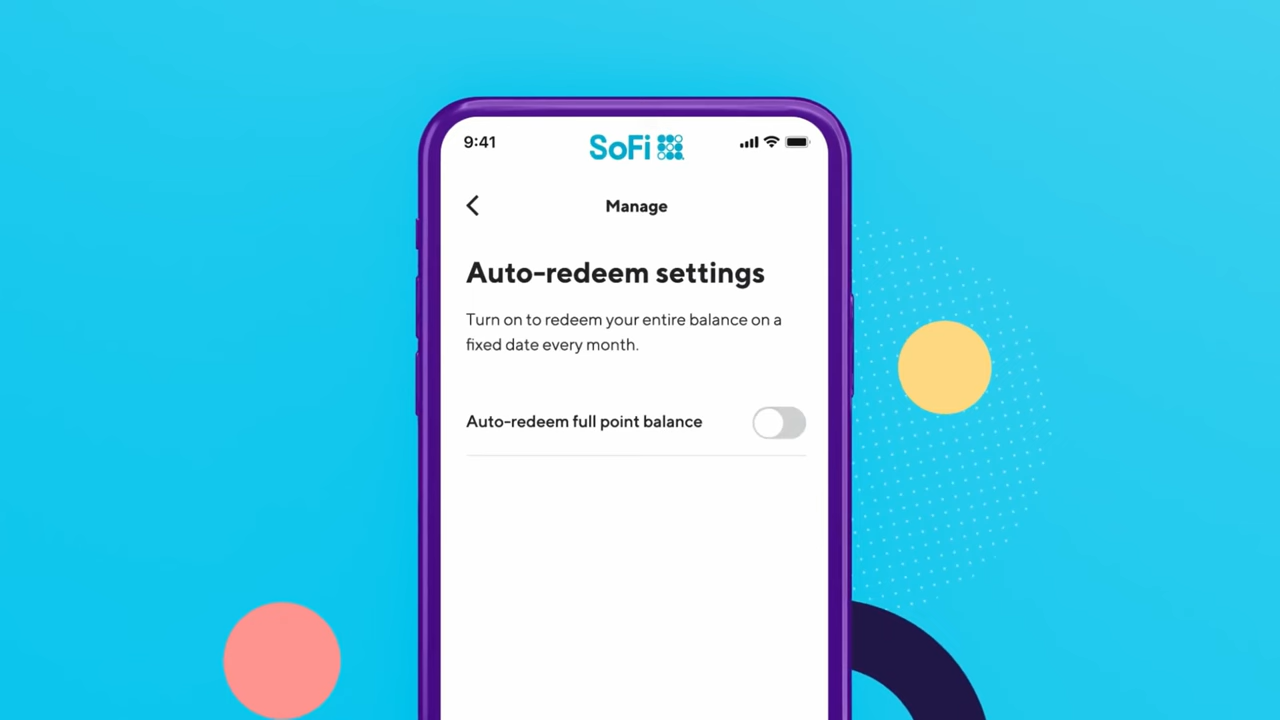 9:41
SoFi
Manage
Auto-redeem settings
Turn on to redeem your entire balance on a
fixed date every month.
Auto-redeem full point balance